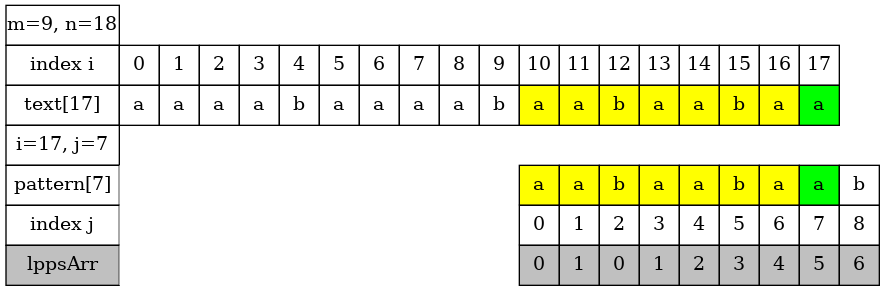 m=9, n=18
index i 0 1 2 3 4 5 6 7 8 9 10 11 12 13 14 15 16 17
text[17] a a a a b a a a a b a a b a a b a a
i=17, j=7
pattern[7] a a b a a b a a b
index j 0 1 2 3 4 5 6 7 8
lppsArr 0 1 0 1 2 3 4 5 6